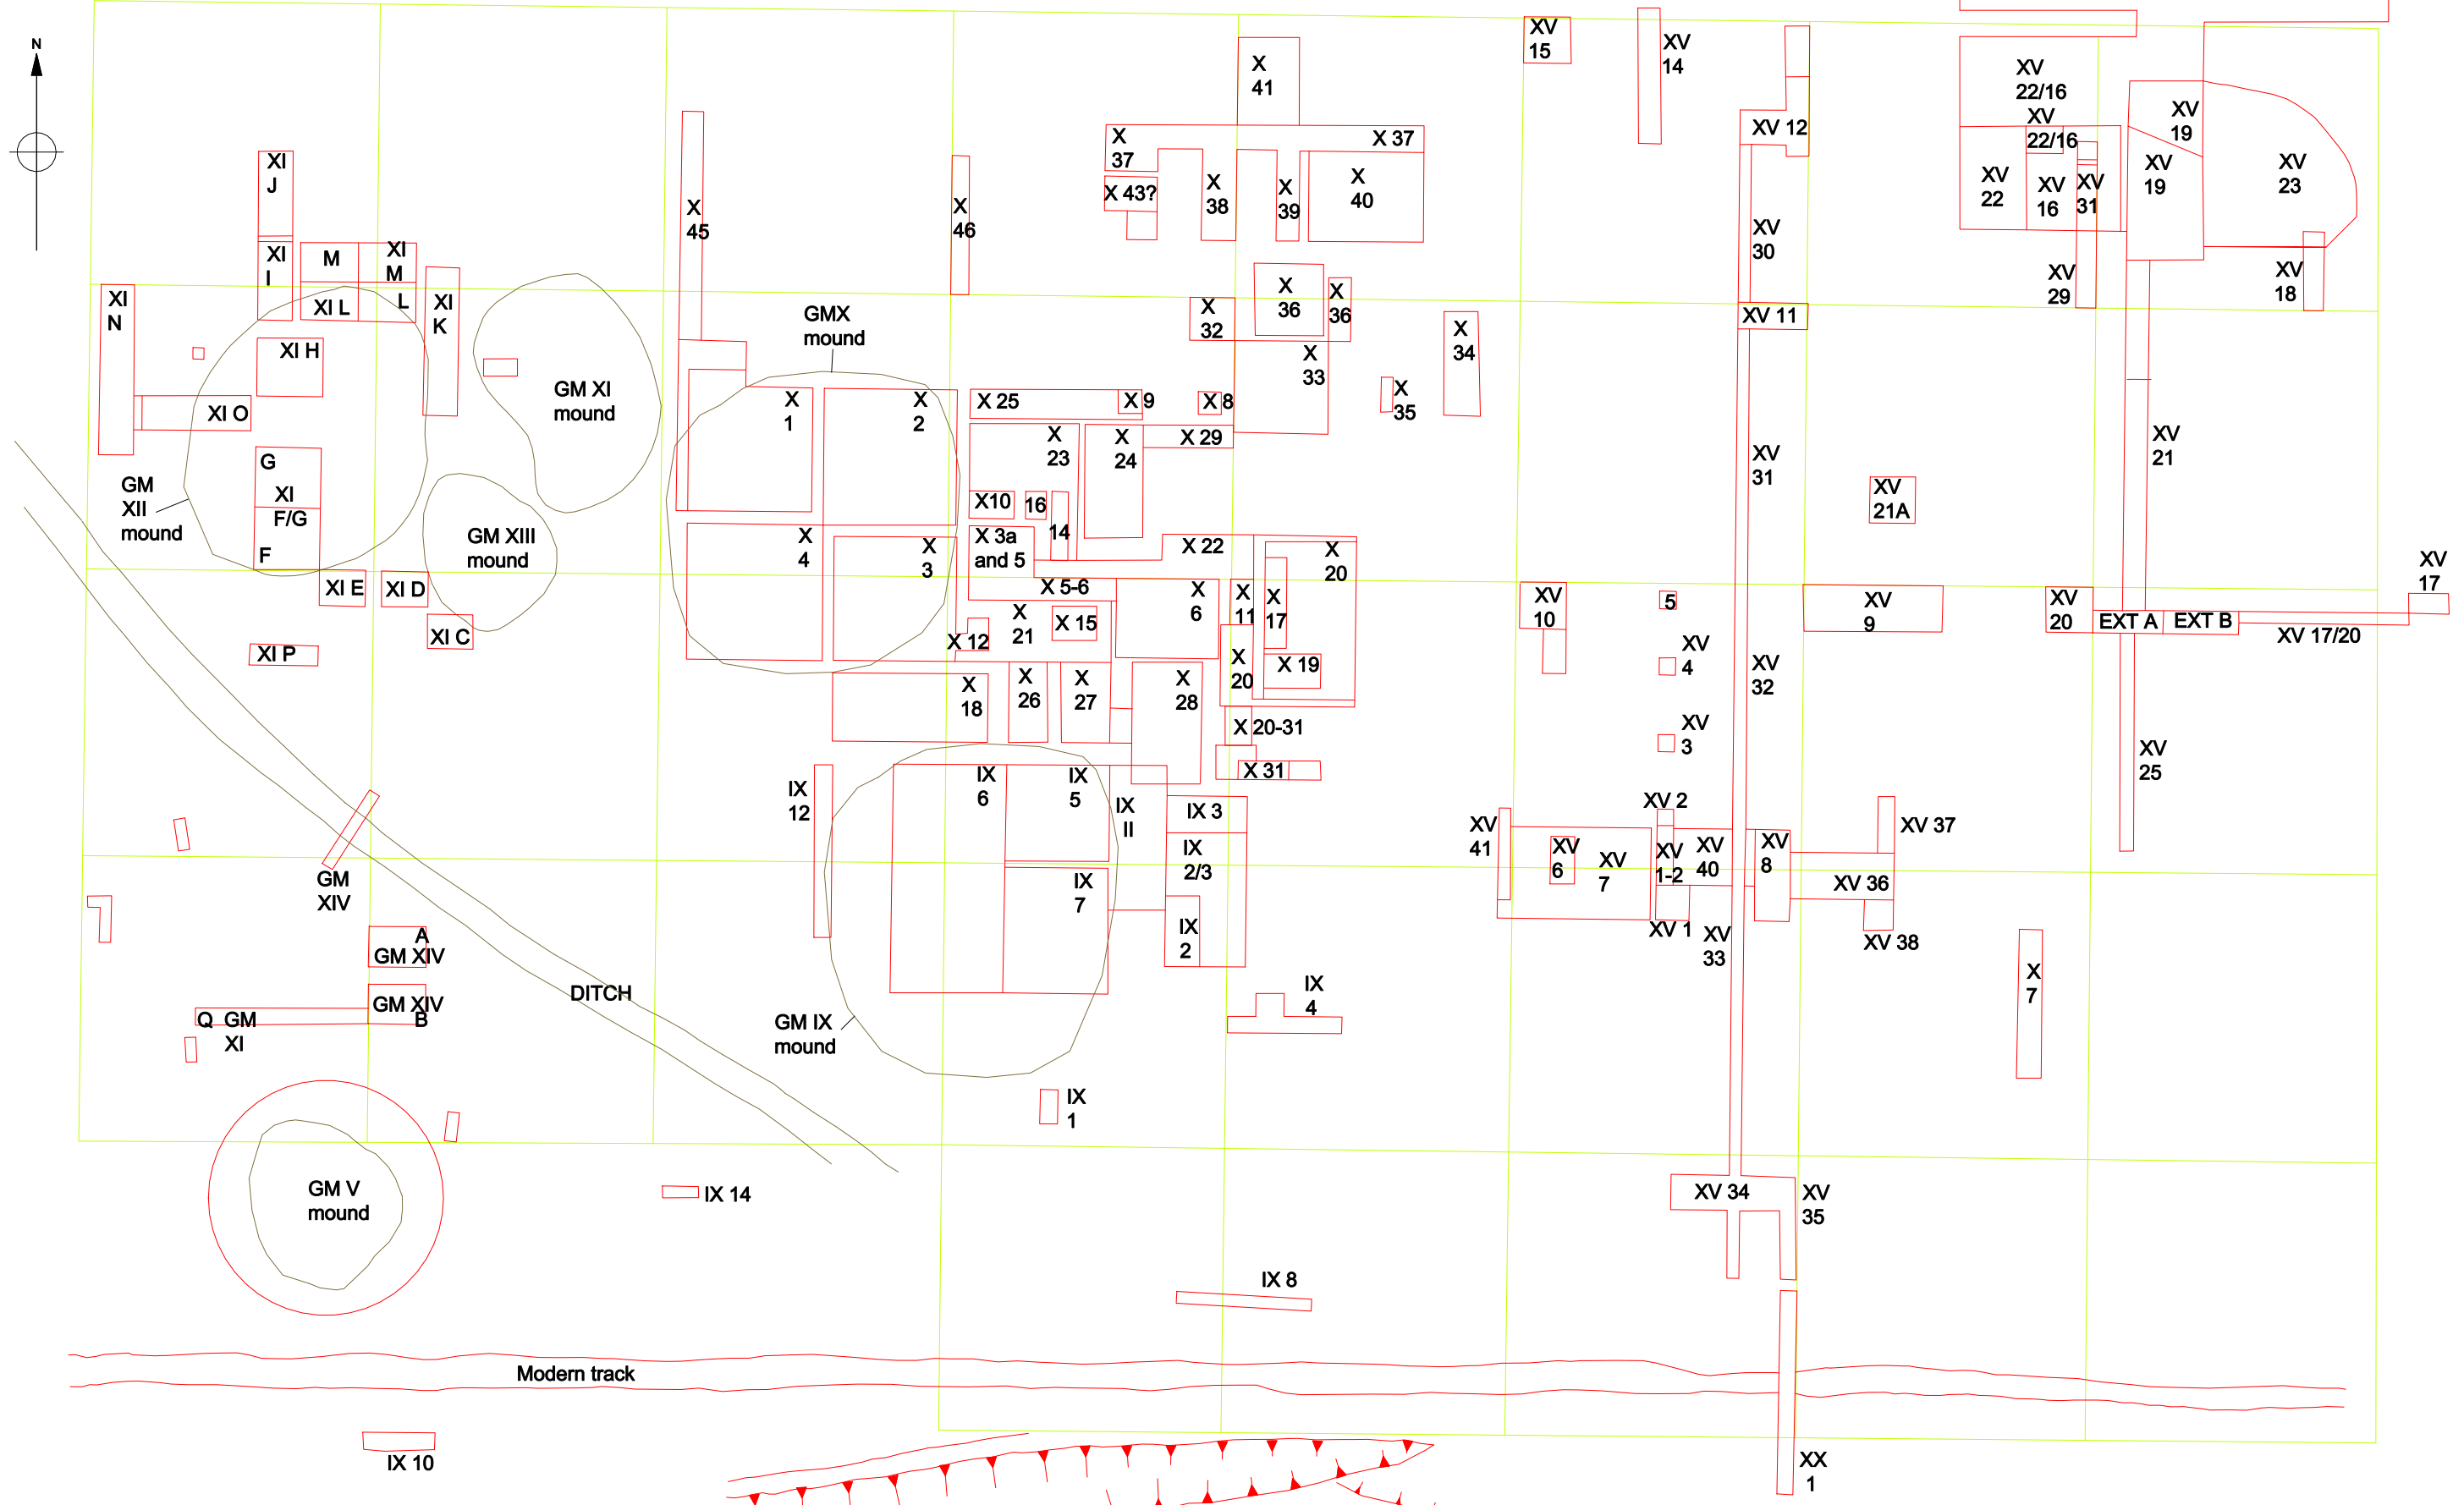 N
XV
15
XV
14
X
41
XV
22/16
XV
22/16
XV
19
XV 12
X
37
X 37
XI
J
X 43?
X
38
X
39
X
40
XV
22
XV
16
XV
31
XV
19
XV
23
X
45
X
46
XV
30
XI
I
M
XI
M
XI L
L
XI
K
XI
N
XV
29
XV
18
X
36
X
36
X
32
XV 11
GMX
mound
X
33
X
34
XI H
GM XI
mound
X
35
XI O
X
1
X
2
X 25
X 9
X 8
X
23
X
24
X 29
XV
31
XV
21
G
XI
F/G
F
GM
XII
mound
X10
16
14
XV
21A
GM XIII
mound
X
4
X
3
X 3a
and 5
X 22
X
20
XV
17
XI E
XI D
X 5-6
X
6
X
11
X
17
XV
10
5
XV
9
XV
20
EXT A
EXT B
XV 17/20
XI C
X
21
X 15
X 12
XI P
X
20
X 19
XV
4
XV
32
X
18
X
26
X
27
X
28
X 20-31
XV
3
XV
25
X 31
IX
12
IX
6
IX
5
IX
II
IX 3
XV 2
XV
41
XV 37
IX
2/3
XV
6
XV
7
XV
1-2
XV
40
XV
8
GM
XIV
IX
7
XV 36
IX
2
XV 1
XV
33
XV 38
A
GM XIV
X
7
DITCH
IX
4
GM XIV
B
Q GM
XI
GM IX
mound
IX
1
GM V
mound
IX 14
XV 34
XV
35
IX 8
Modern track
IX 10
XX
1